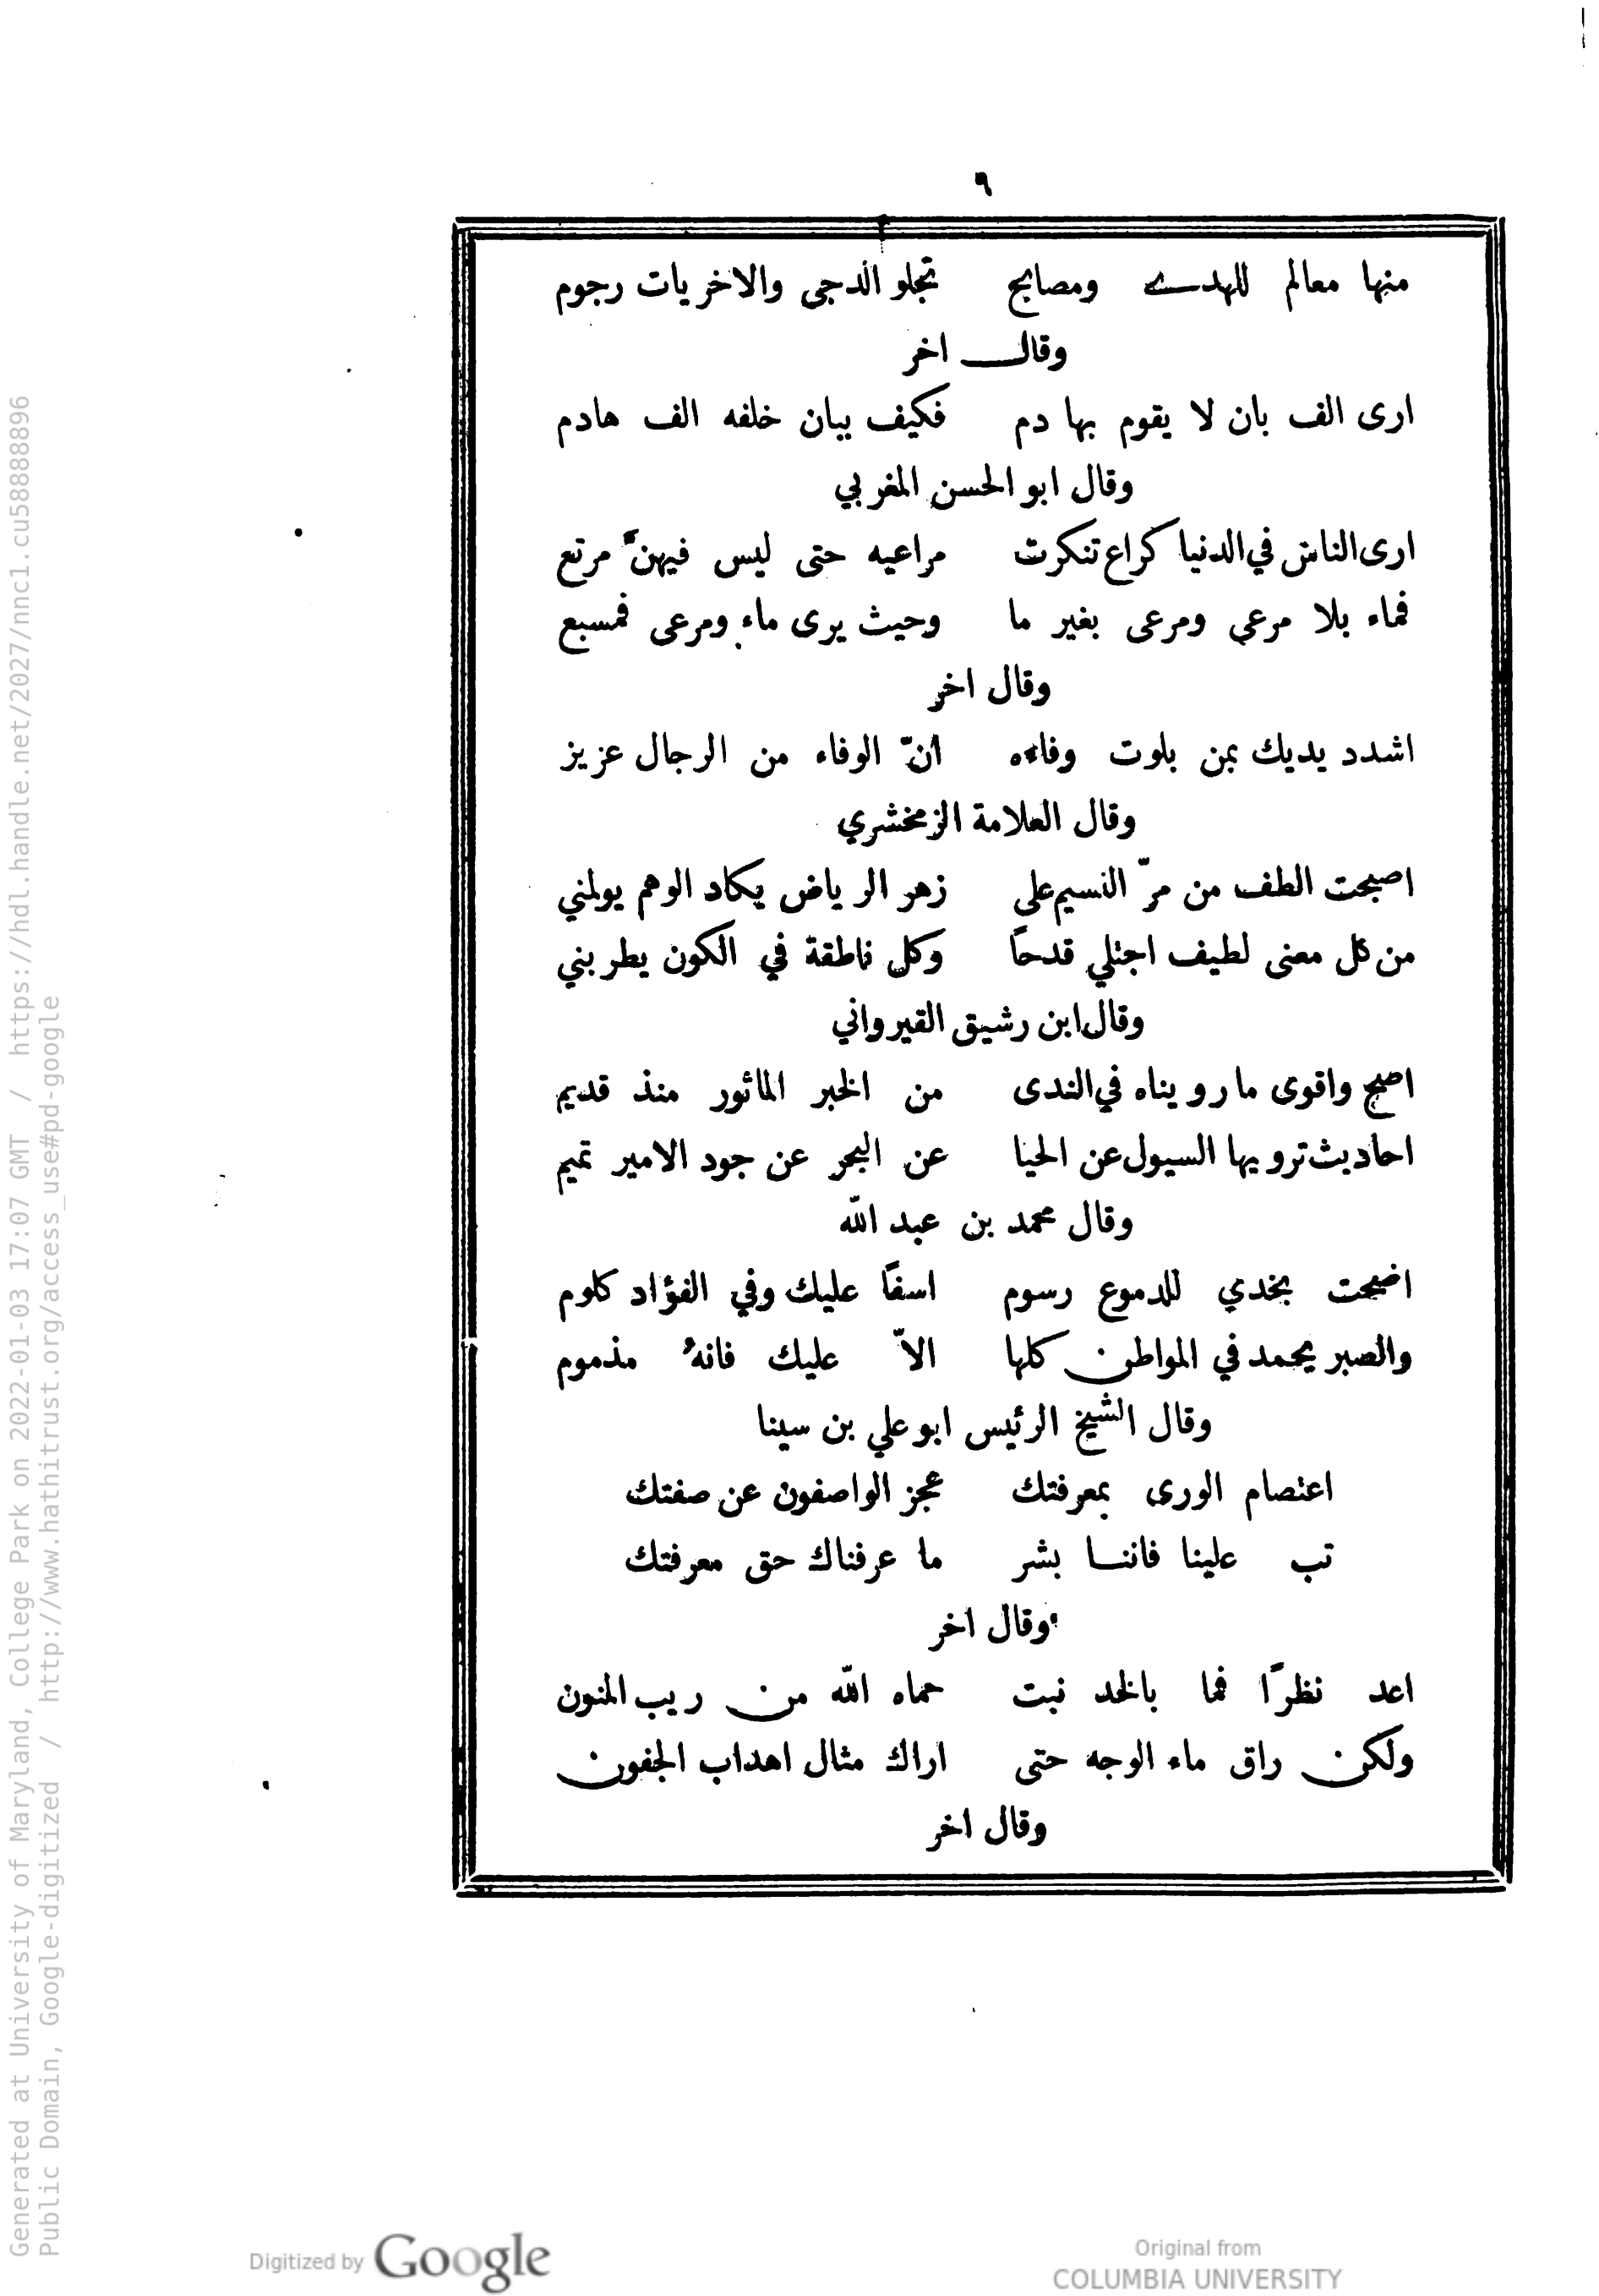 ٩
منها معالم للهدى ومصابح تجلو الدجى والاخريات رجوم
وقال اخر
ارى الف بان لا يقوم بها دم فكيف ببان خلفه الف هادم
وقال ابو الحسن المغربي
ارى الناس في الدنيا كراع تنكرت مراعيه حتى ليس فيهنّ مرتع
فماء بلا مرعى ومرعى بغير ما وحيث يرى ماء ومرعى فمسبع
وقال اخر
اشدد يديك بمن بلوت وفاءه انّ الوفاء من الرجال عزيز
وقال العلامة الزمخشري
اصبحت الطف من مرّ النسيم على زهر الرياض يكاد الوهم يولمني
من كل معنى لطيف اجتلي قدحاً وكل ناطقة في الكون يطربني
وقال ابن رشيق القيرواني
اصح واقوى ما رويناه في الندى من الخبر الماثور منذ قديم
احاديث ترويها السيول عن الحيا عن البحر عن جود الامير تميم
وقال محمد بن عبد الله
اضحت بخدي للدموع رسوم اسفاً عليك وفي الفؤاد كلوم
والصبر يحمد في المواطن كلها الاّ عليك فانهُ مذموم
وقال الشيخ الرئيس ابو علي بن سينا
اعتصام الورى بمعرفتك عجز الواصفون عن صفتك
تب علينا فاننا بشر ما عرفناك حق معرفتك
وقال اخر
اعد نظرًا فما بالخد نبت حماه الله من ريب المنون
ولكن راق ماء الوجه حتى اراك مثال اهداب الجفون
وقال اخر
Generated at University of Maryland, College Park on 2022-01-03 17:07 GMT / https://hdl.handle.net/2027/nnc1.cu58888896
Public Domain, Google-digitized / http://www.hathitrust.org/access_use#pd-google
Digitized by Google
Original from
COLUMBIA UNIVERSITY